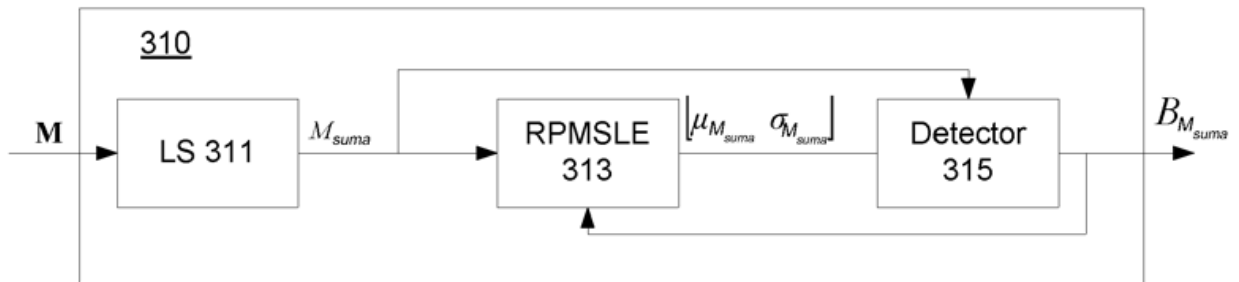 310
M
LS 311
M_suma
RPMSLE
313
⌊μ_M_suma σ_M_suma⌋
Detector
315
B_M_suma